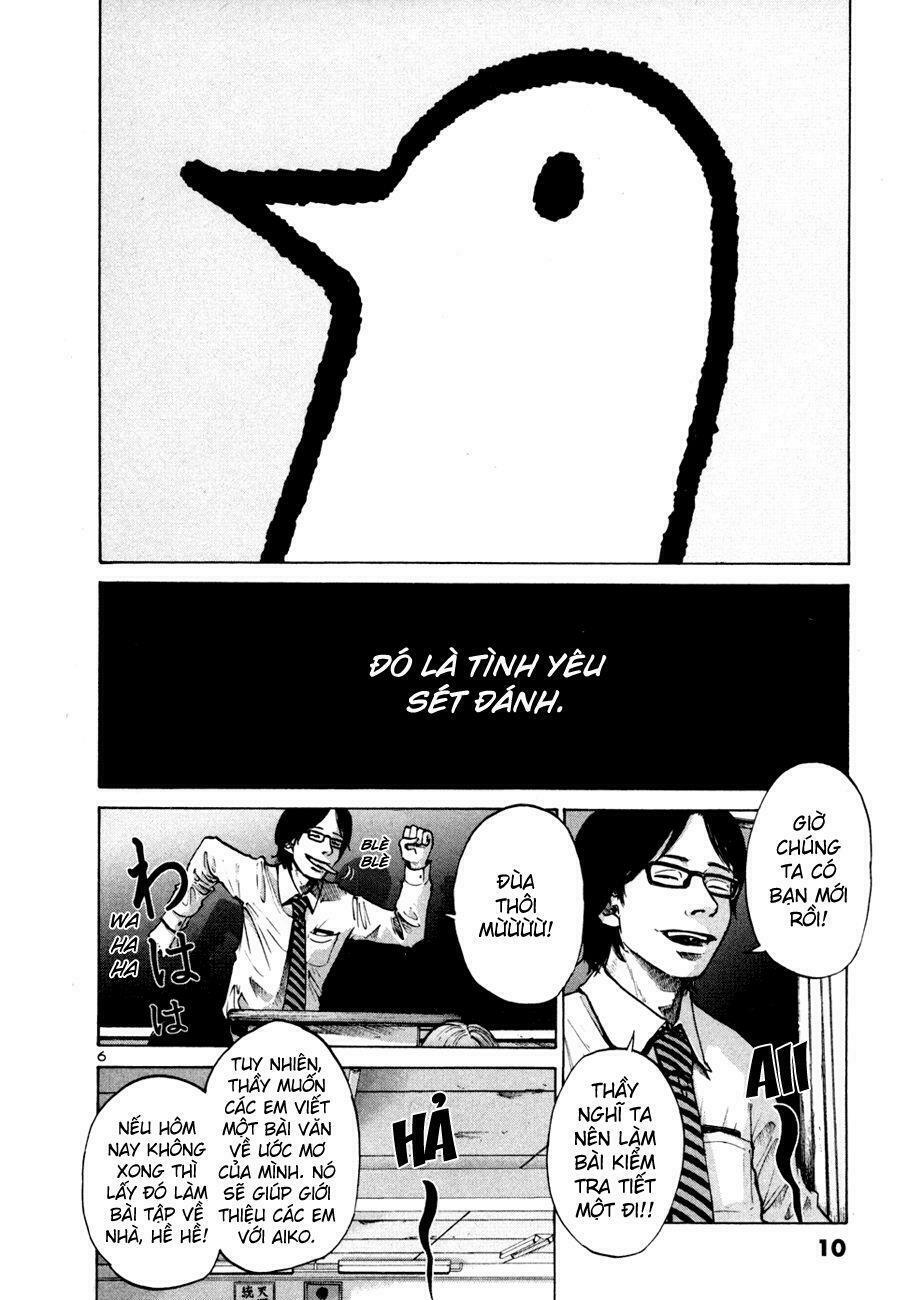 ĐÓ LÀ TÌNH YÊU
SÉT ĐÁNH.
GIỜ
CHÚNG
TA CÓ
BẠN MỚI
RỒI!
THẦY
NGHĨ TA
NÊN LÀM
BÀI KIỂM
TRA TIẾT
MỘT ĐI!!
AII
10
ĐÙA
THÔI
MỪỪỪỪ!
BLÈ
BLÈ
わははは
WA
HA
HA
6
HẢ
TUY NHIÊN,
THẦY MUỐN
CÁC EM VIẾT
MỘT BÀI VĂN
VỀ ƯỚC MƠ
CỦA MÌNH. NÓ
SẼ GIÚP GIỚI
THIỆU CÁC EM
VỚI AIKO.
NẾU HÔM
NAY KHÔNG
XONG THÌ
LẤY ĐÓ LÀM
BÀI TẬP VỀ
NHÀ, HỀ HỀ!